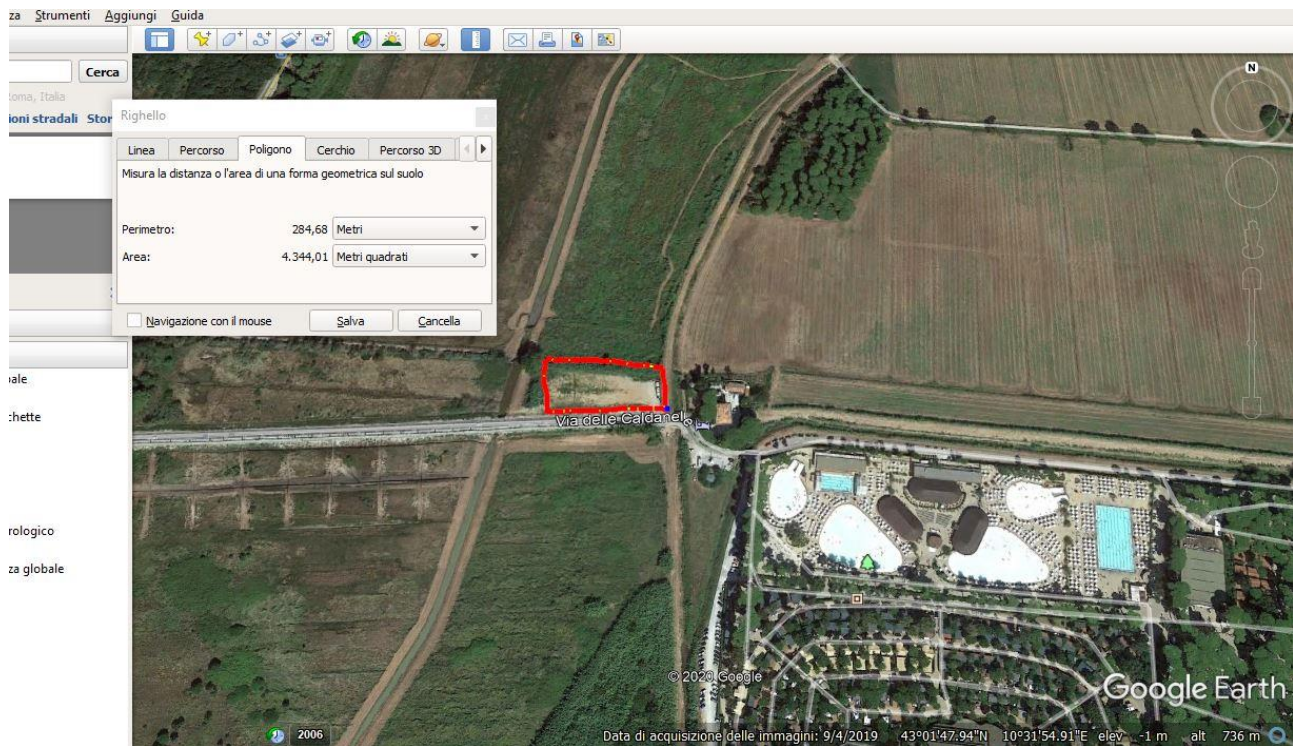 za Strumenti Aggiungi Guida
Cerca
oma, Italia
ioni stradali Stor
Righello
Linea Percorso Poligono Cerchio Percorso 3D
Misura la distanza o l'area di una forma geometrica sul suolo
Perimetro: 284,68 Metri
Area: 4.344,01 Metri quadrati
Navigazione con il mouse Salva Cancella
N
ale
chette
rologico
za globale
Via delle Caldanelle
© 2020 Google
Google Earth
2006
Data di acquisizione delle immagini: 9/4/2019 43°01'47.94"N 10°31'54.91"E elev -1 m alt 736 m